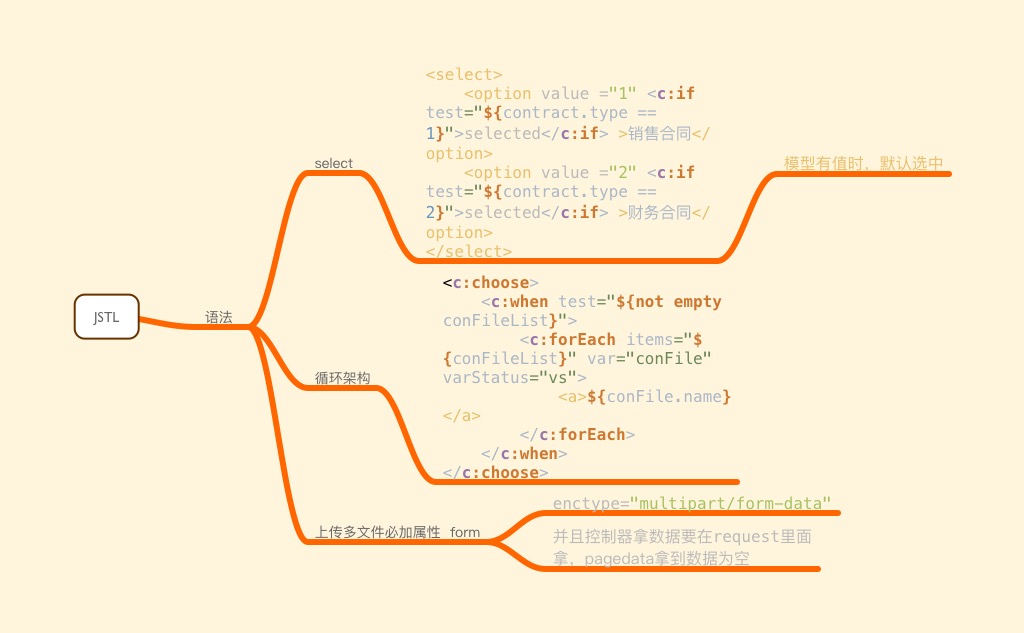 JSTL
语法
select
<select>
<option value ="1" <c:if
test="${contract.type ==
1}">selected</c:if> >销售合同</
option>
<option value ="2" <c:if
test="${contract.type ==
2}">selected</c:if> >财务合同</
option>
</select>
模型有值时，默认选中
循环架构
<c:choose>
<c:when test="${not empty
conFileList}">
<c:forEach items="$
{conFileList}" var="conFile"
varStatus="vs">
<a>${conFile.name}
</a>
</c:forEach>
</c:when>
</c:choose>
上传多文件必加属性 form
enctype="multipart/form-data"
并且控制器拿数据要在request里面
拿，pagedata拿到数据为空